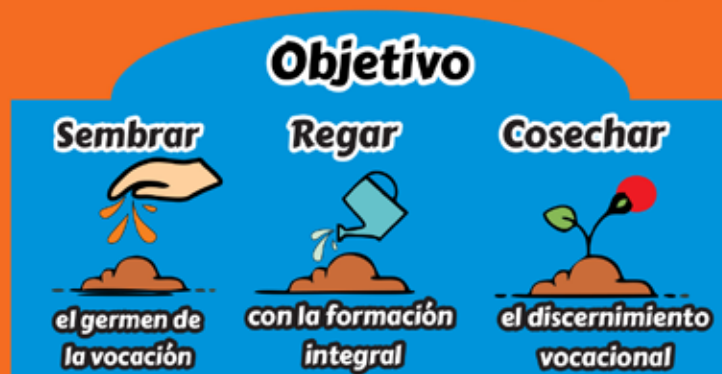 Objetivo
Sembrar
Regar
Cosechar
el germen de
la vocación
con la formación
integral
el discernimiento
vocacional